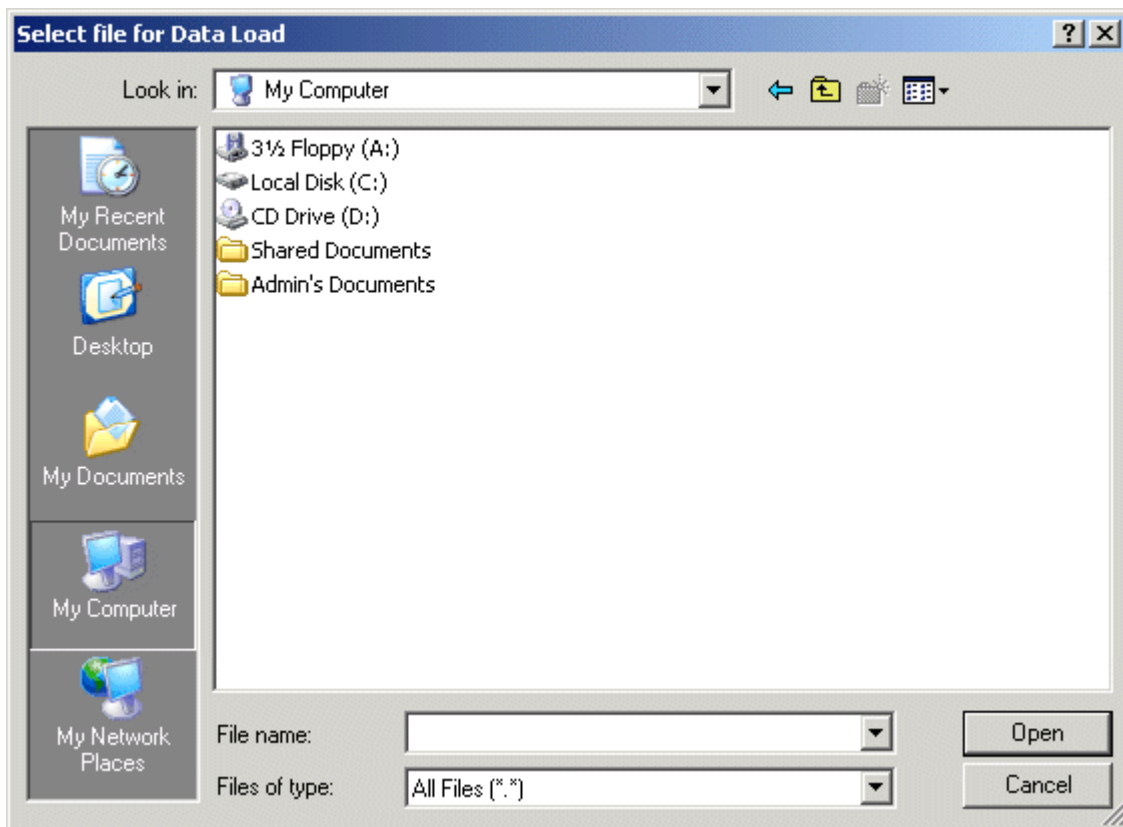 Select file for Data Load
Look in:
My Computer
My Recent
Documents
Desktop
My Documents
My Computer
My Network
Places
3½ Floppy (A:)
Local Disk (C:)
CD Drive (D:)
Shared Documents
Admin's Documents
File name:
Open
Files of type:
All Files (*.*)
Cancel